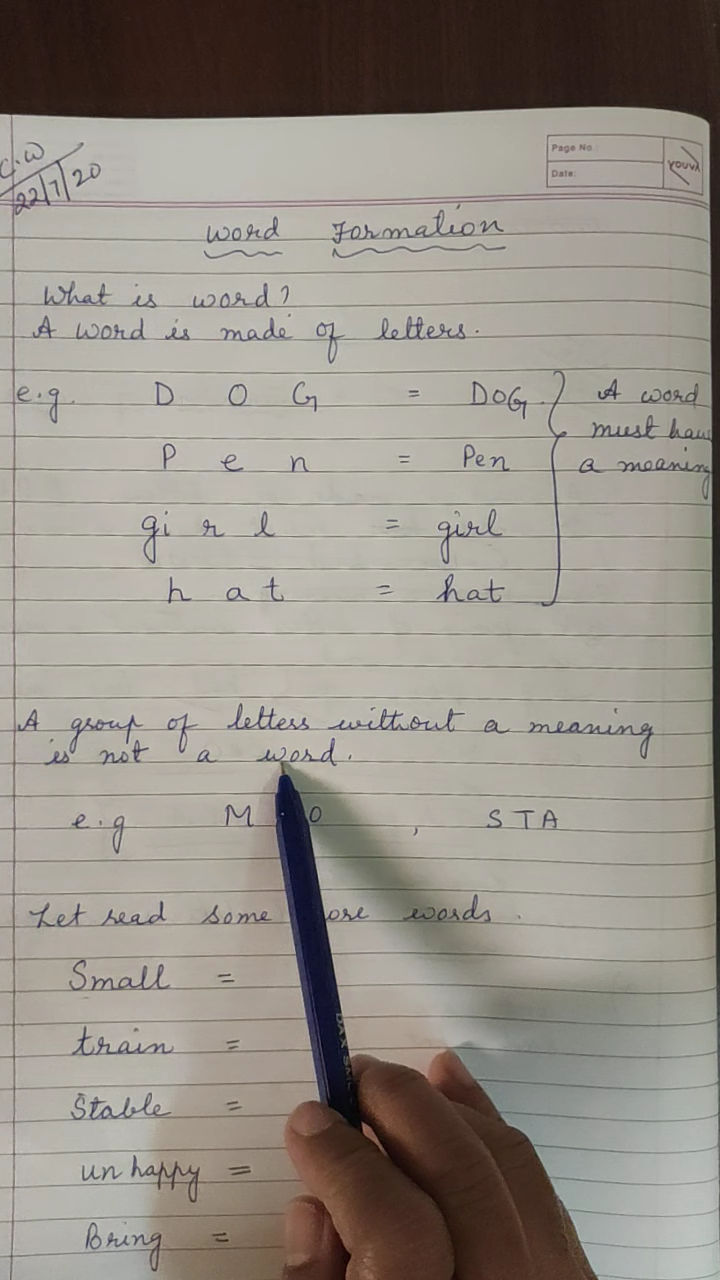 C.W
22/7/20
Page No.
Date:
youva
Word Formation
What is word?
A word is made of letters.
e.g. D O G = DOG.
A word
must have
a meaning
P e n = Pen
gi r l = girl
h a t = hat
A group of letters without a meaning
is not a word.
e.g M O , S T A
Let read some words.
Small =
train =
Stable =
un happy =
Bring =